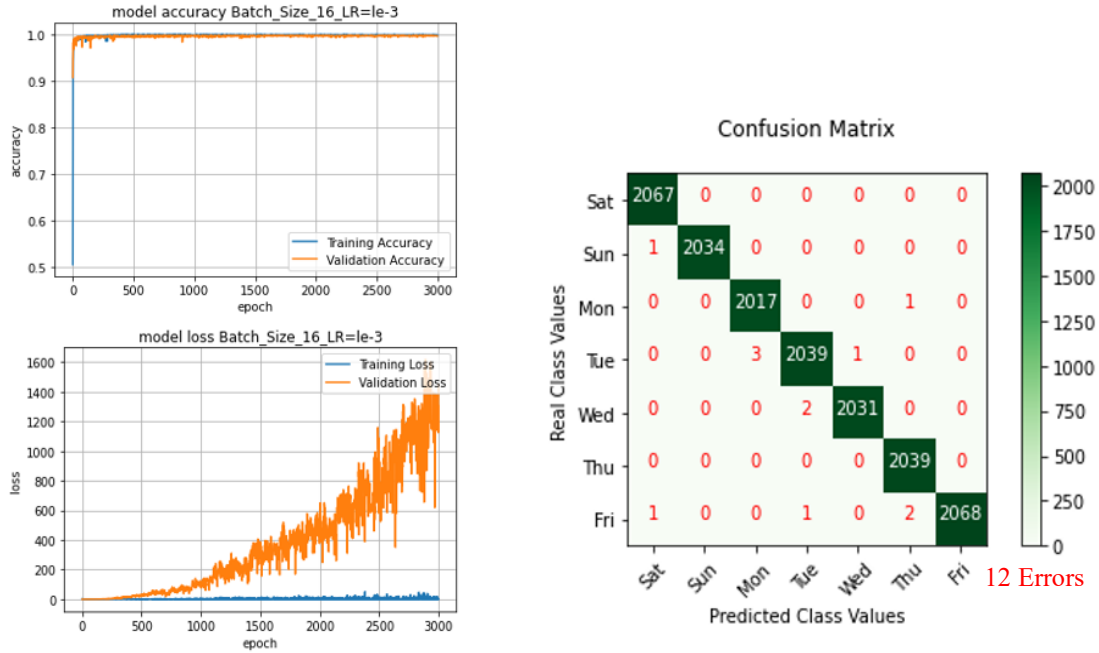 model accuracy Batch_Size_16_LR=le-3
1.0
0.9
0.8
0.7
0.6
0.5
accuracy
Training Accuracy
Validation Accuracy
0 500 1000 1500 2000 2500 3000
epoch
model loss Batch_Size_16_LR=le-3
1600
1400
1200
1000
800
600
400
200
0
loss
Training Loss
Validation Loss
0 500 1000 1500 2000 2500 3000
epoch
Confusion Matrix
Real Class Values
Sat 2067 0 0 0 0 0 0
Sun 1 2034 0 0 0 0 0
Mon 0 0 2017 0 0 1 0
Tue 0 0 3 2039 1 0 0
Wed 0 0 0 2 2031 0 0
Thu 0 0 0 0 0 2039 0
Fri 1 0 0 1 0 2 2068
Sat Sun Mon Tue Wed Thu Fri
Predicted Class Values
2000
1750
1500
1250
1000
750
500
250
0
12 Errors